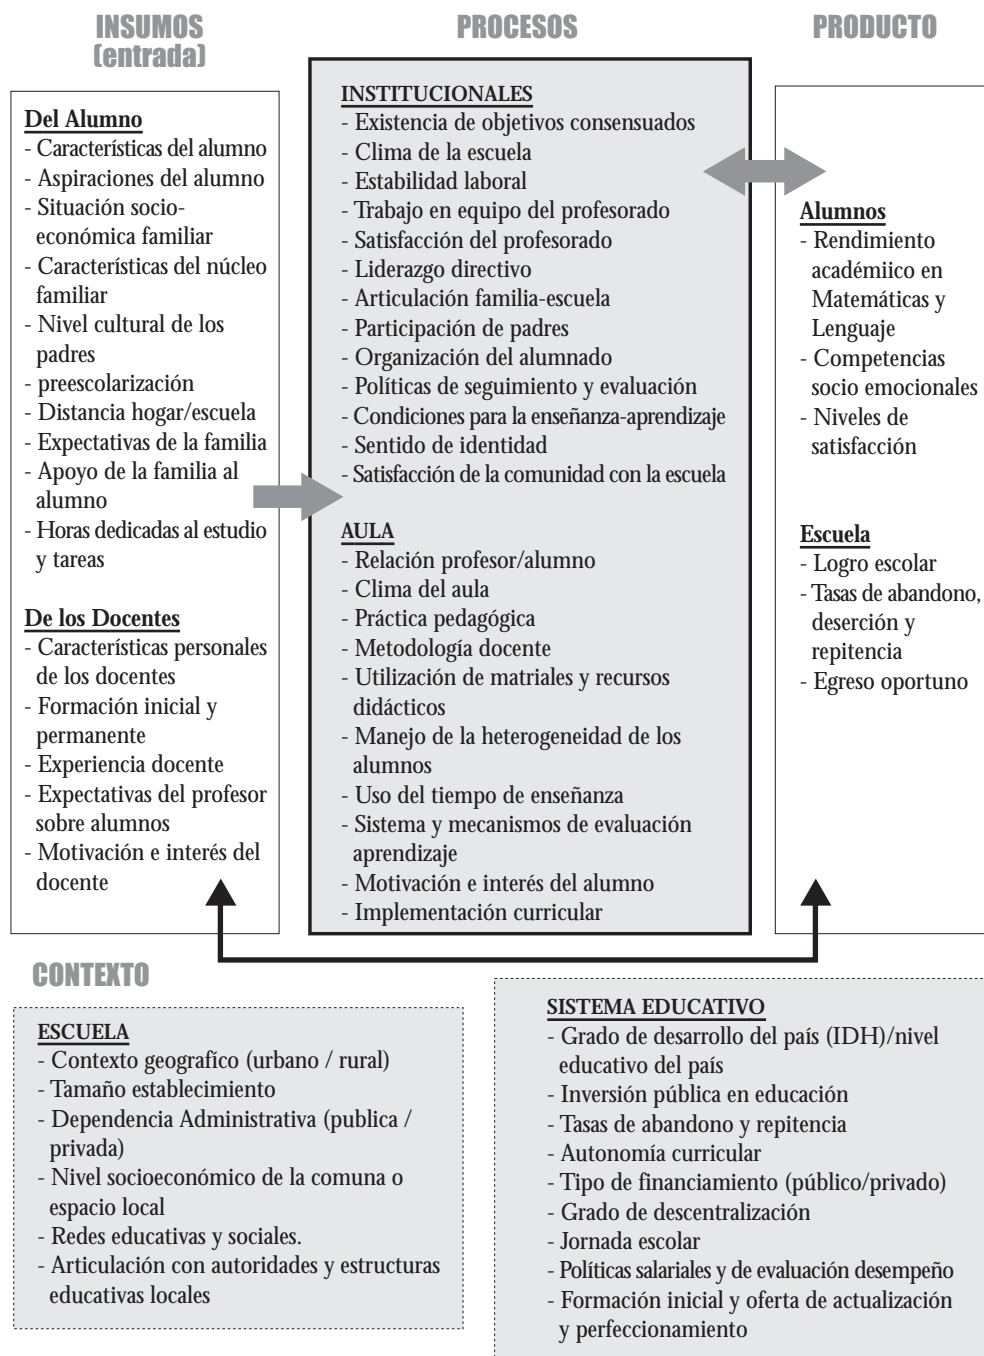 INSUMOS
(entrada)
Del Alumno
- Características del alumno
- Aspiraciones del alumno
- Situación socio-
económica familiar
- Características del núcleo
familiar
- Nivel cultural de los
padres
- preescolarización
- Distancia hogar/escuela
- Expectativas de la familia
- Apoyo de la familia al
alumno
- Horas dedicadas al estudio
y tareas
De los Docentes
- Características personales
de los docentes
- Formación inicial y
permanente
- Experiencia docente
- Expectativas del profesor
sobre alumnos
- Motivación e interés del
docente
PROCESOS
INSTITUCIONALES
- Existencia de objetivos consensuados
- Clima de la escuela
- Estabilidad laboral
- Trabajo en equipo del profesorado
- Satisfacción del profesorado
- Liderazgo directivo
- Articulación familia-escuela
- Participación de padres
- Organización del alumnado
- Políticas de seguimiento y evaluación
- Condiciones para la enseñanza-aprendizaje
- Sentido de identidad
- Satisfacción de la comunidad con la escuela
AULA
- Relación profesor/alumno
- Clima del aula
- Práctica pedagógica
- Metodología docente
- Utilización de matriales y recursos
didácticos
- Manejo de la heterogeneidad de los
alumnos
- Uso del tiempo de enseñanza
- Sistema y mecanismos de evaluación
aprendizaje
- Motivación e interés del alumno
- Implementación curricular
PRODUCTO
Alumnos
- Rendimiento
académiico en
Matemáticas y
Lenguaje
- Competencias
socio emocionales
- Niveles de
satisfacción
Escuela
- Logro escolar
- Tasas de abandono,
deserción y
repitencia
- Egreso oportuno
CONTEXTO
ESCUELA
- Contexto geografíco (urbano / rural)
- Tamaño establecimiento
- Dependencia Administrativa (publica /
privada)
- Nivel socioeconómico de la comuna o
espacio local
- Redes educativas y sociales.
- Articulación con autoridades y estructuras
educativas locales
SISTEMA EDUCATIVO
- Grado de desarrollo del país (IDH)/nivel
educativo del país
- Inversión pública en educación
- Tasas de abandono y repitencia
- Autonomía curricular
- Tipo de financiamiento (público/privado)
- Grado de descentralización
- Jornada escolar
- Políticas salariales y de evaluación desempeño
- Formación inicial y oferta de actualización
y perfeccionamiento